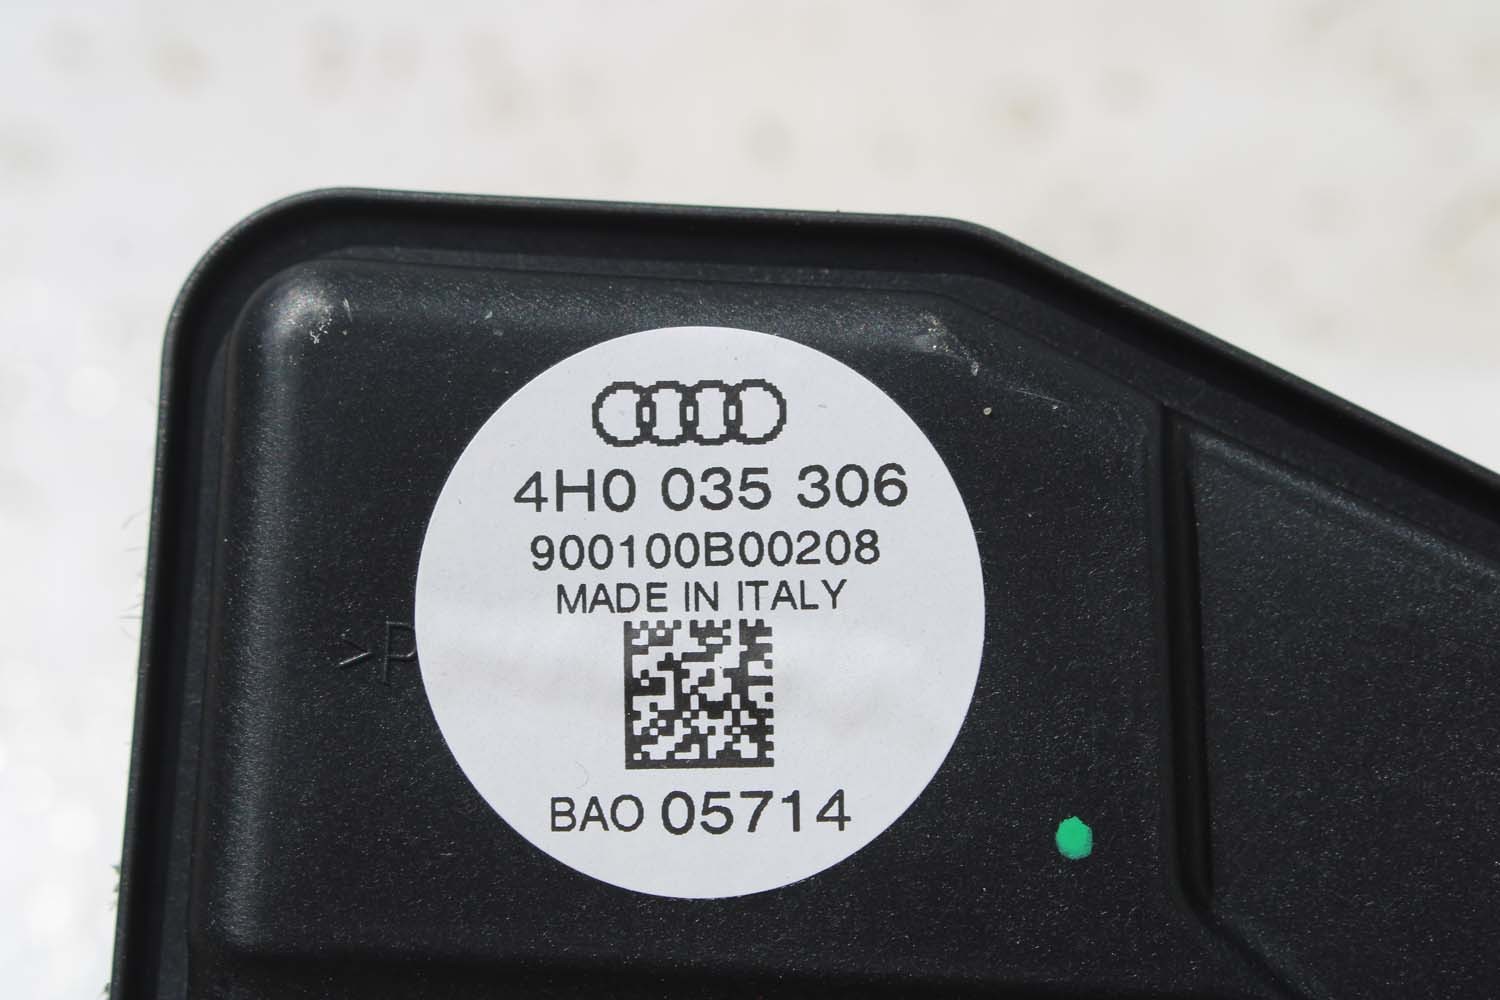 4H0 035 306
900100B00208
MADE IN ITALY
>P
BAO 05714